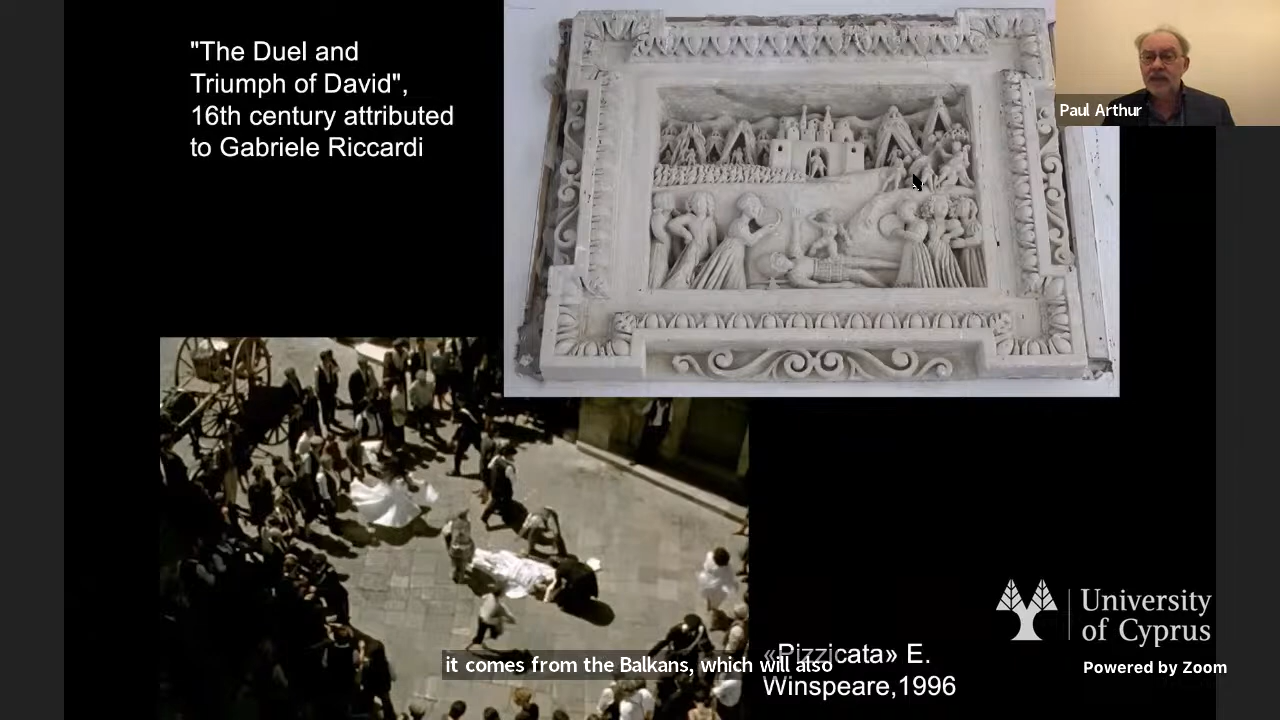 "The Duel and
Triumph of David",
16th century attributed
to Gabriele Riccardi
Paul Arthur
University
of Cyprus
«Pizzicata» E.
Winspeare,1996
it comes from the Balkans, which will also
Powered by Zoom